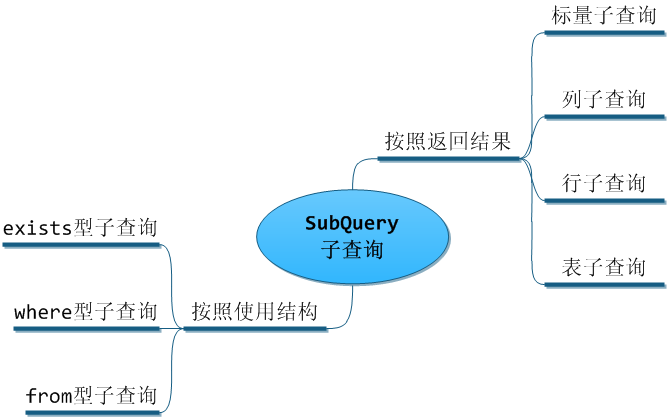 标量子查询
列子查询
按照返回结果
行子查询
SubQuery
子查询
exists型子查询
表子查询
where型子查询
按照使用结构
from型子查询